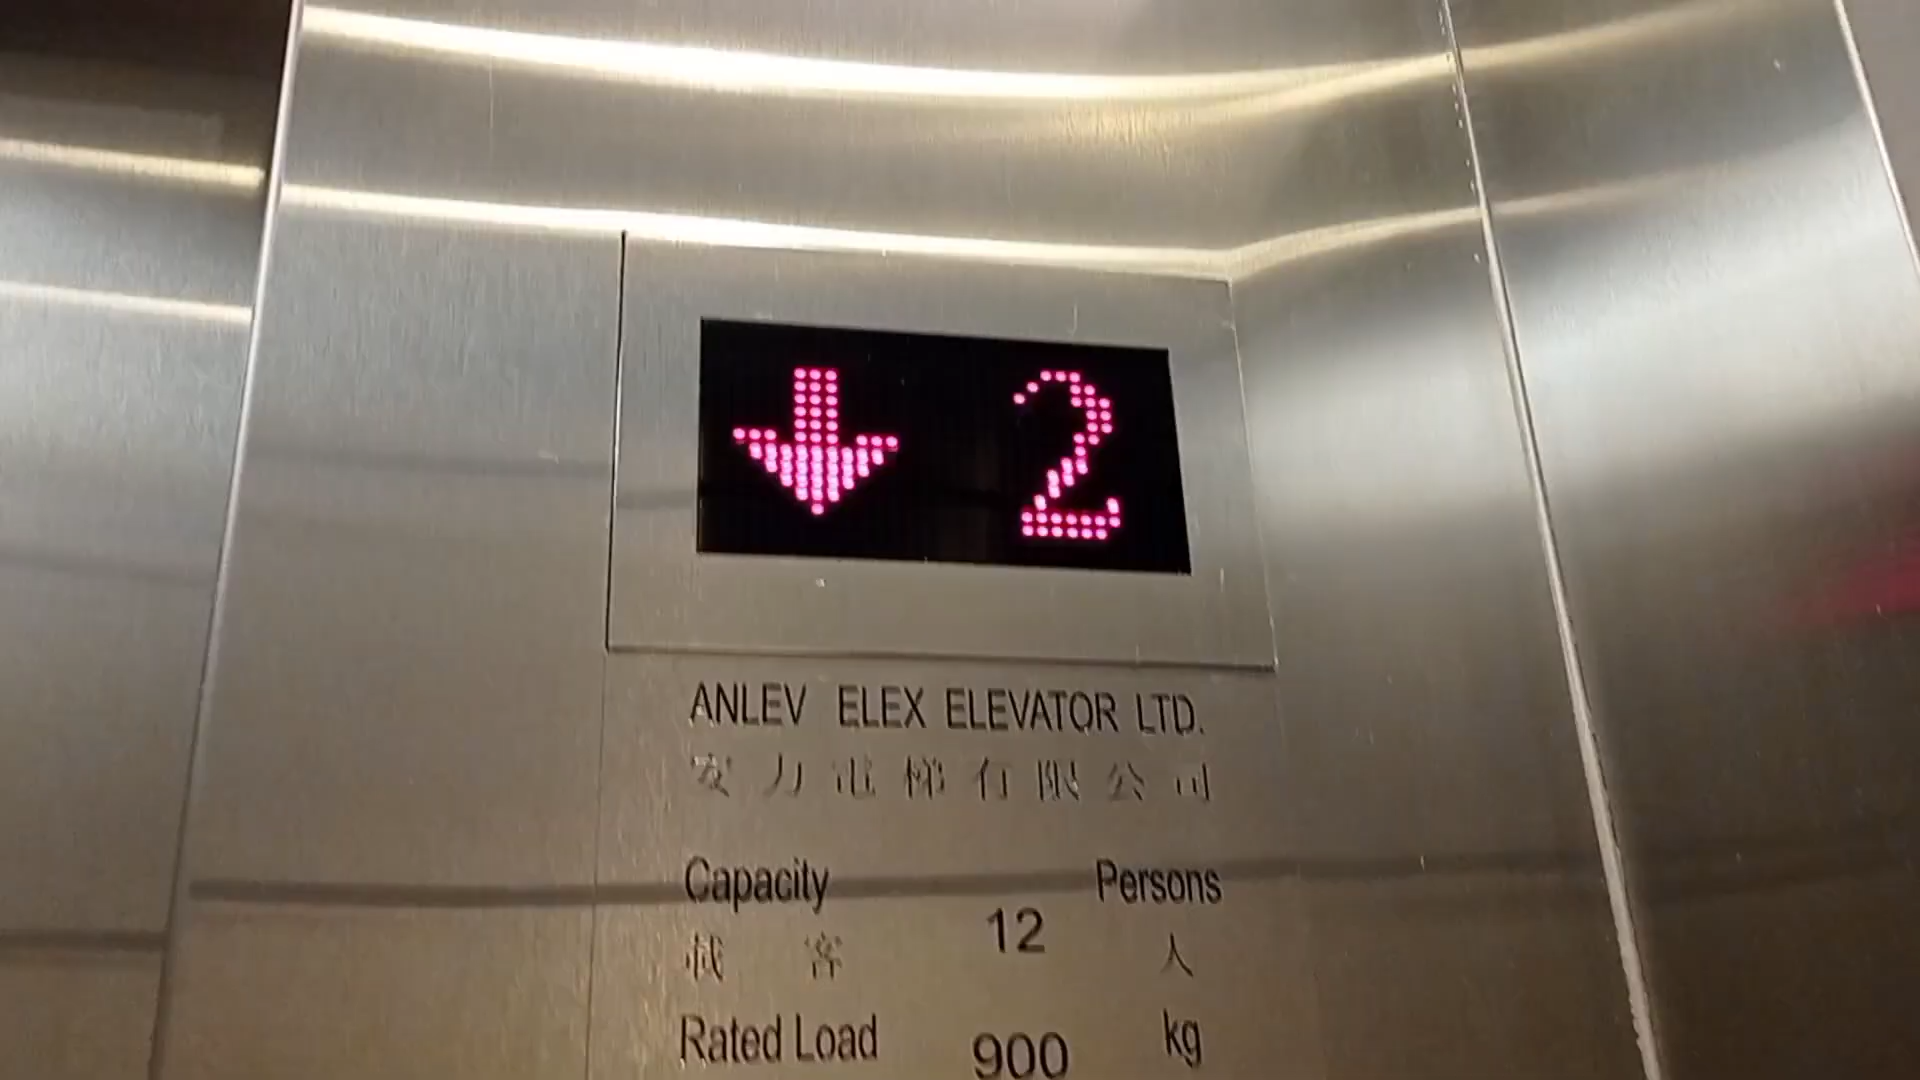 2
ANLEV ELEX ELEVATOR LTD.
安力電梯有限公司
Capacity 12 Persons
載客 人
Rated Load 900 kg